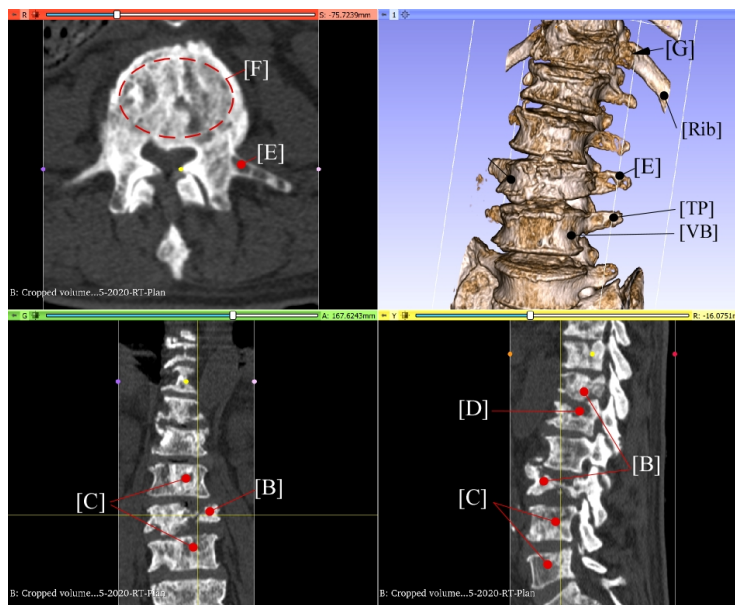 R
S: -75.7239mm
1
[F]
[E]
[G]
[Rib]
[E]
[TP]
[VB]
B: Cropped volume...5-2020-RT-Plan
G
A: 167.6243mm
Y
R: -16.0751m
[C]
[B]
[D]
[B]
[C]
B: Cropped volume...5-2020-RT-Plan
B: Cropped volume...5-2020-RT-Plan